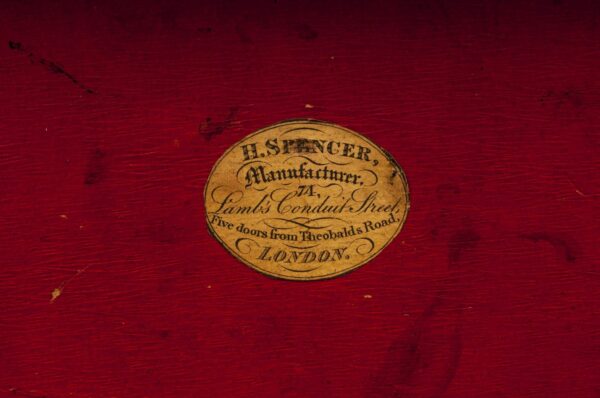 H. SPENCER,
Manufacturer,
74,
Lamb's Conduit Street,
Five doors from Theobalds Road.
LONDON.